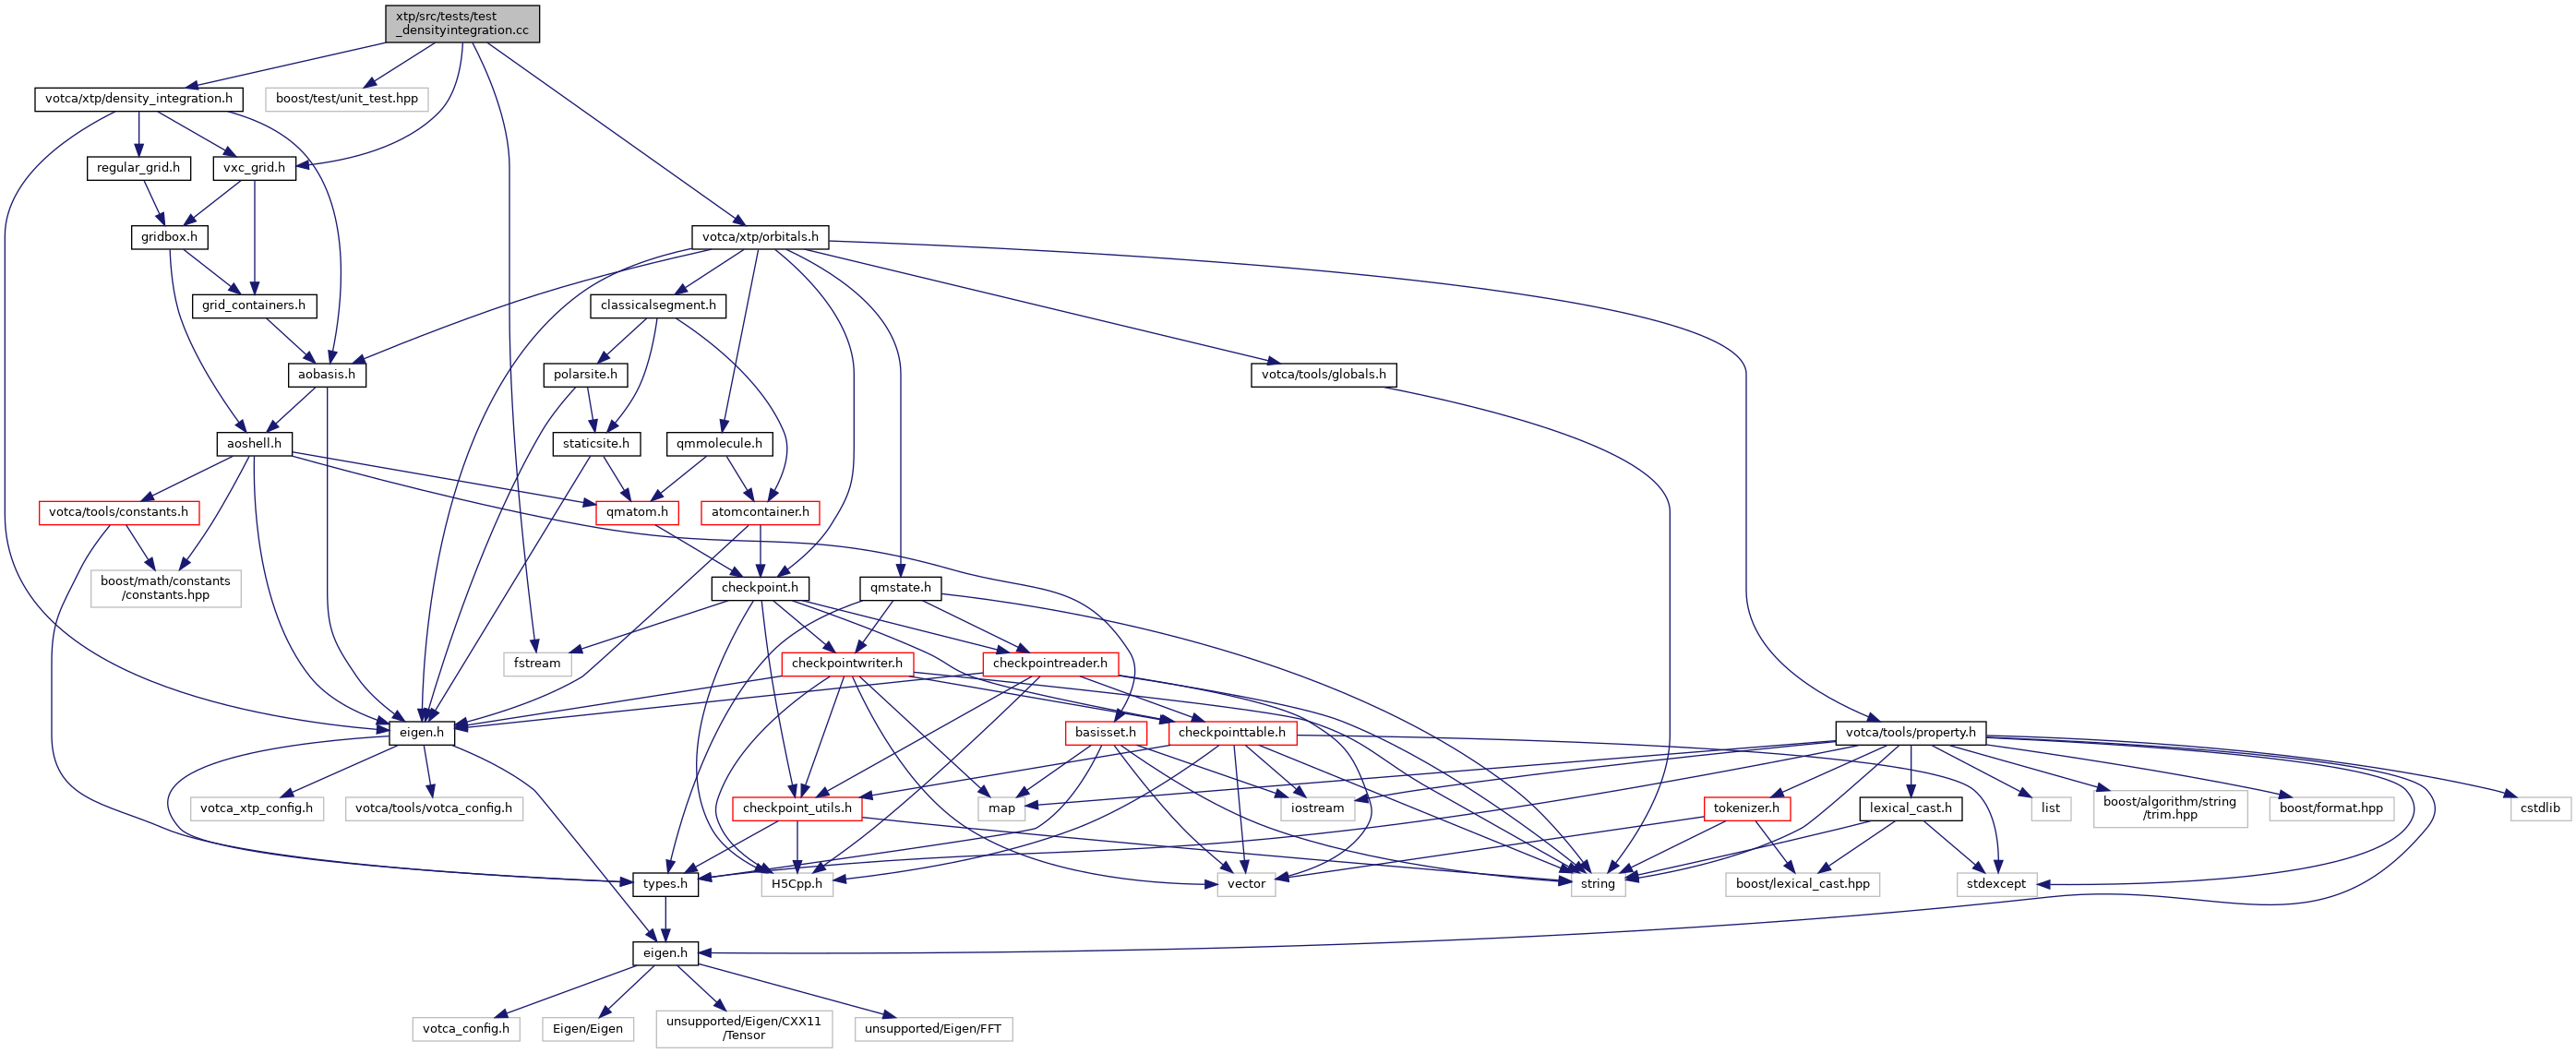 xtp/src/tests/test
_densityintegration.cc
votca/xtp/density_integration.h
boost/test/unit_test.hpp
regular_grid.h
vxc_grid.h
gridbox.h
votca/xtp/orbitals.h
grid_containers.h
classicalsegment.h
aobasis.h
polarsite.h
votca/tools/globals.h
aoshell.h
staticsite.h
qmmolecule.h
votca/tools/constants.h
qmatom.h
atomcontainer.h
boost/math/constants
/constants.hpp
checkpoint.h
qmstate.h
fstream
checkpointwriter.h
checkpointreader.h
eigen.h
basisset.h
checkpointtable.h
votca/tools/property.h
votca_xtp_config.h
votca/tools/votca_config.h
checkpoint_utils.h
map
iostream
tokenizer.h
lexical_cast.h
list
boost/algorithm/string
/trim.hpp
boost/format.hpp
cstdlib
types.h
H5Cpp.h
vector
string
boost/lexical_cast.hpp
stdexcept
eigen.h
votca_config.h
Eigen/Eigen
unsupported/Eigen/CXX11
/Tensor
unsupported/Eigen/FFT